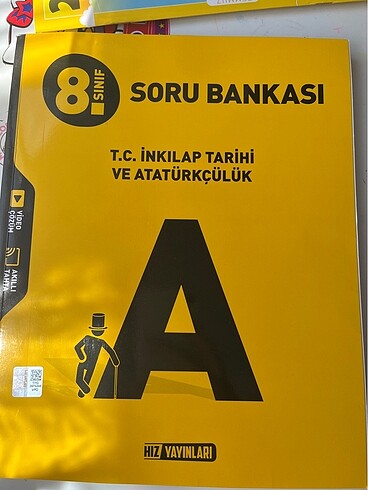 8.
SINIF
SORU BANKASI
T.C. İNKILAP TARİHİ
VE ATATÜRKÇÜLÜK
VİDEO
ÇÖZÜM
AKILLI
TAHTA
A
HIZ YAYINLARI